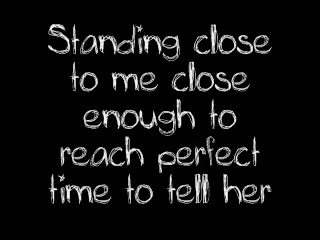 Standing close
to me close
enough to
reach perfect
time to tell her